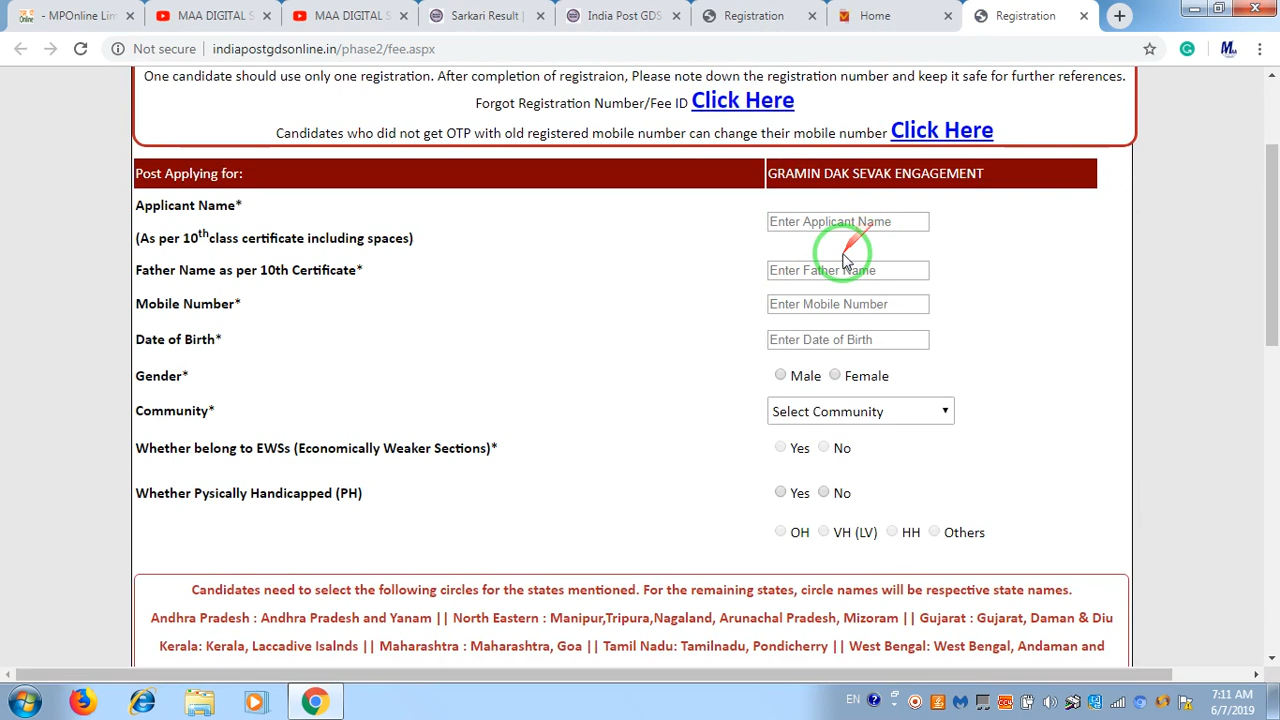 - MPOnline Lim
MAA DIGITAL S
MAA DIGITAL S
Sarkari Result |
India Post GDS
Registration
Home
Registration
Not secure | indiapostgdsonline.in/phase2/fee.aspx
One candidate should use only one registration. After completion of registraion, Please note down the registration number and keep it safe for further references.
Forgot Registration Number/Fee ID Click Here
Candidates who did not get OTP with old registered mobile number can change their mobile number Click Here
Post Applying for: GRAMIN DAK SEVAK ENGAGEMENT
Applicant Name*
Enter Applicant Name
(As per 10thclass certificate including spaces)
Father Name as per 10th Certificate* Enter Father Name
Mobile Number* Enter Mobile Number
Date of Birth* Enter Date of Birth
Gender* Male Female
Community* Select Community
Whether belong to EWSs (Economically Weaker Sections)* Yes No
Whether Pysically Handicapped (PH) Yes No
OH VH (LV) HH Others
Candidates need to select the following circles for the states mentioned. For the remaining states, circle names will be respective state names.
Andhra Pradesh : Andhra Pradesh and Yanam || North Eastern : Manipur,Tripura,Nagaland, Arunachal Pradesh, Mizoram || Gujarat : Gujarat, Daman & Diu
Kerala: Kerala, Laccadive Isalnds || Maharashtra : Maharashtra, Goa || Tamil Nadu: Tamilnadu, Pondicherry || West Bengal: West Bengal, Andaman and
EN
7:11 AM
6/7/2019